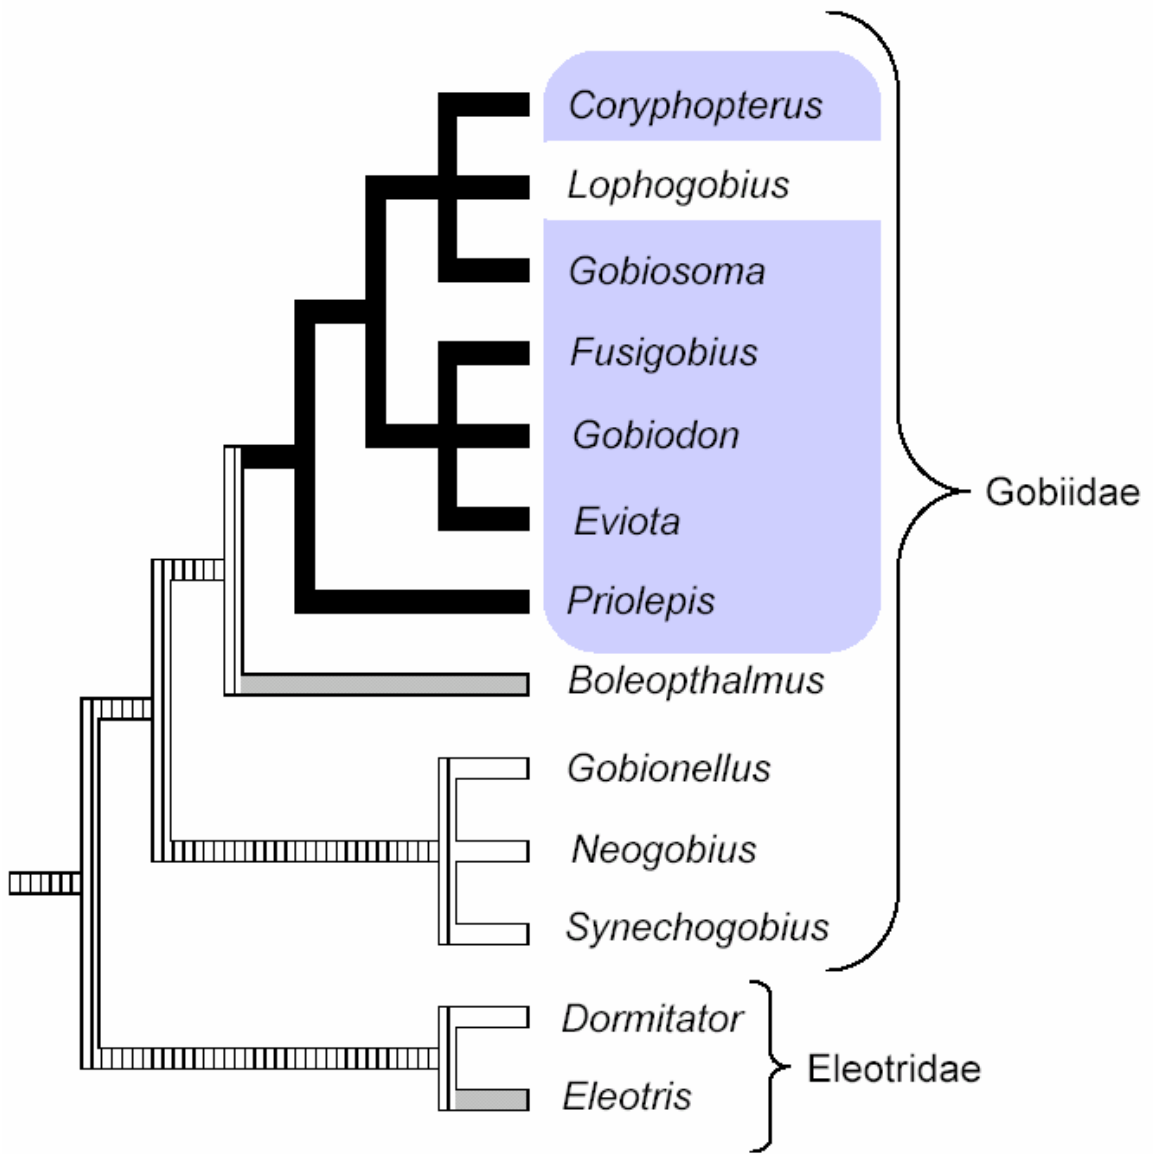 Coryphopterus
Lophogobius
Gobiosoma
Fusigobius
Gobiodon
Eviota
Priolepis
Boleopthalmus
Gobionellus
Neogobius
Synechogobius
Gobiidae
Dormitator
Eleotris
Eleotridae